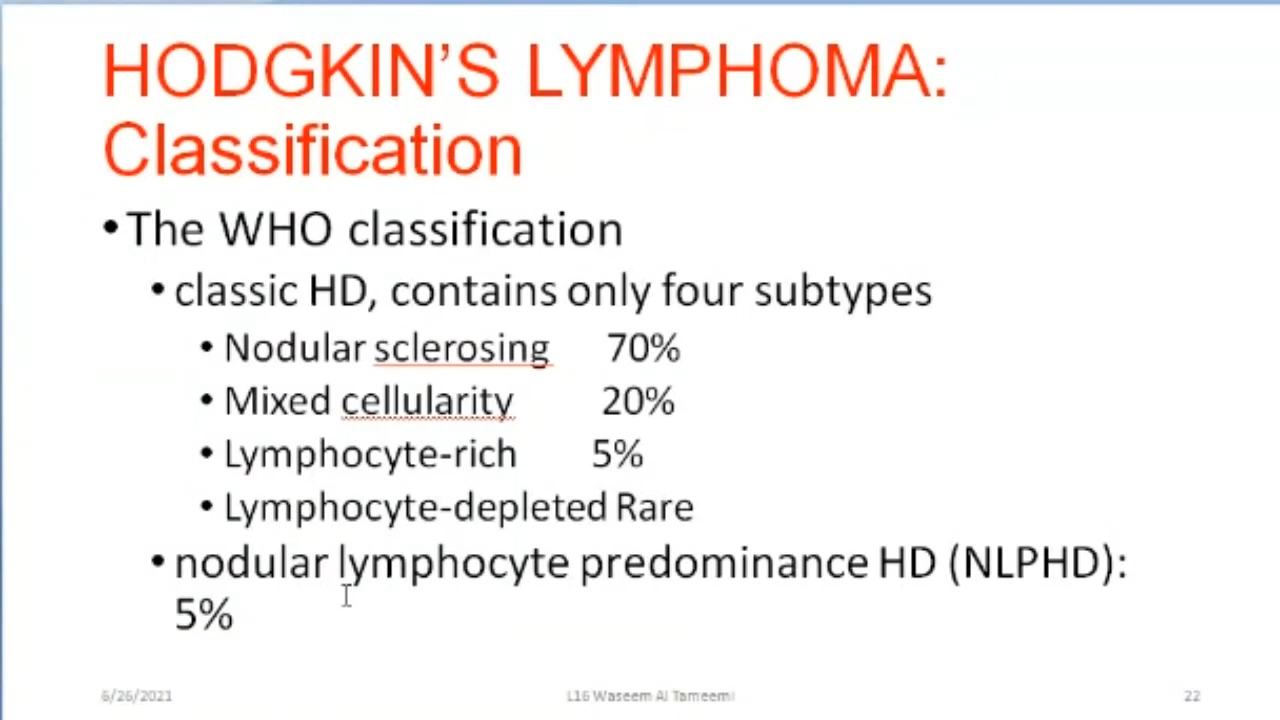 HODGKIN’S LYMPHOMA:
Classification
• The WHO classification
• classic HD, contains only four subtypes
• Nodular sclerosing 70%
• Mixed cellularity 20%
• Lymphocyte-rich 5%
• Lymphocyte-depleted Rare
• nodular lymphocyte predominance HD (NLPHD):
5%
6/26/2021 L16 Waseem Al Tameemi 22